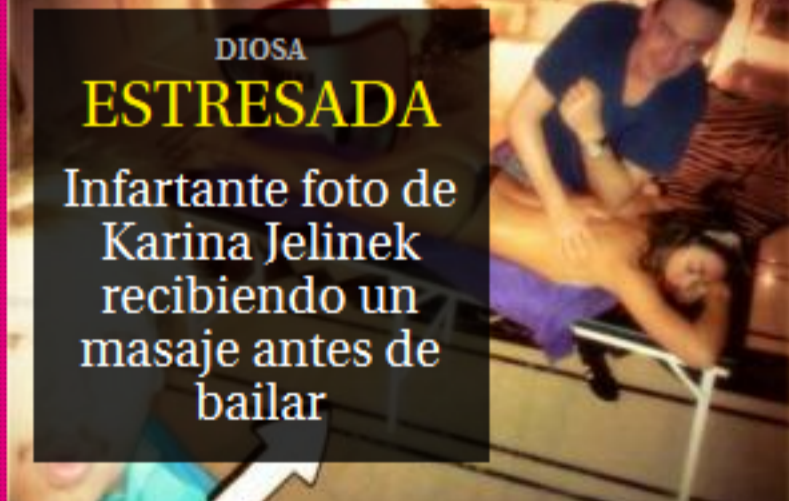 DIOSA
ESTRESADA
Infartante foto de
Karina Jelinek
recibiendo un
masaje antes de
bailar